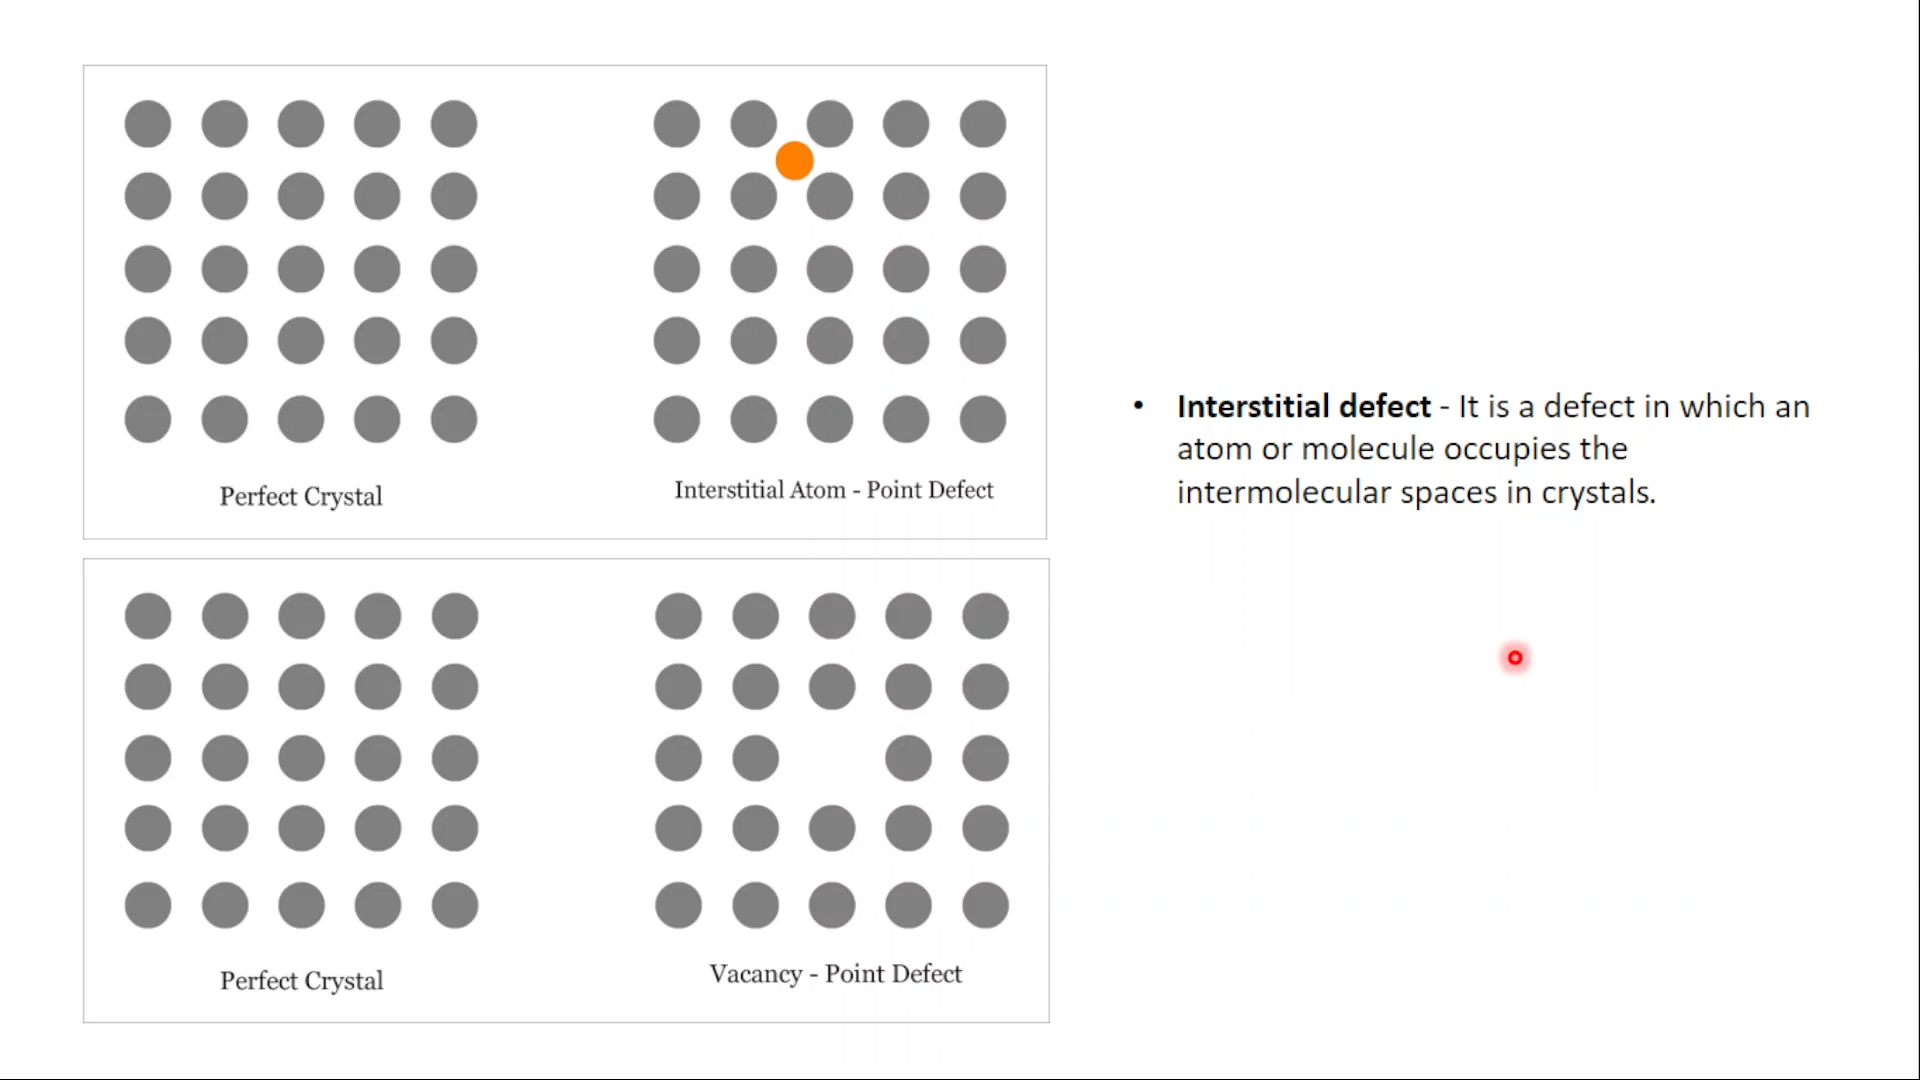 Perfect Crystal
Interstitial Atom - Point Defect
• Interstitial defect - It is a defect in which an
atom or molecule occupies the
intermolecular spaces in crystals.
Perfect Crystal
Vacancy - Point Defect